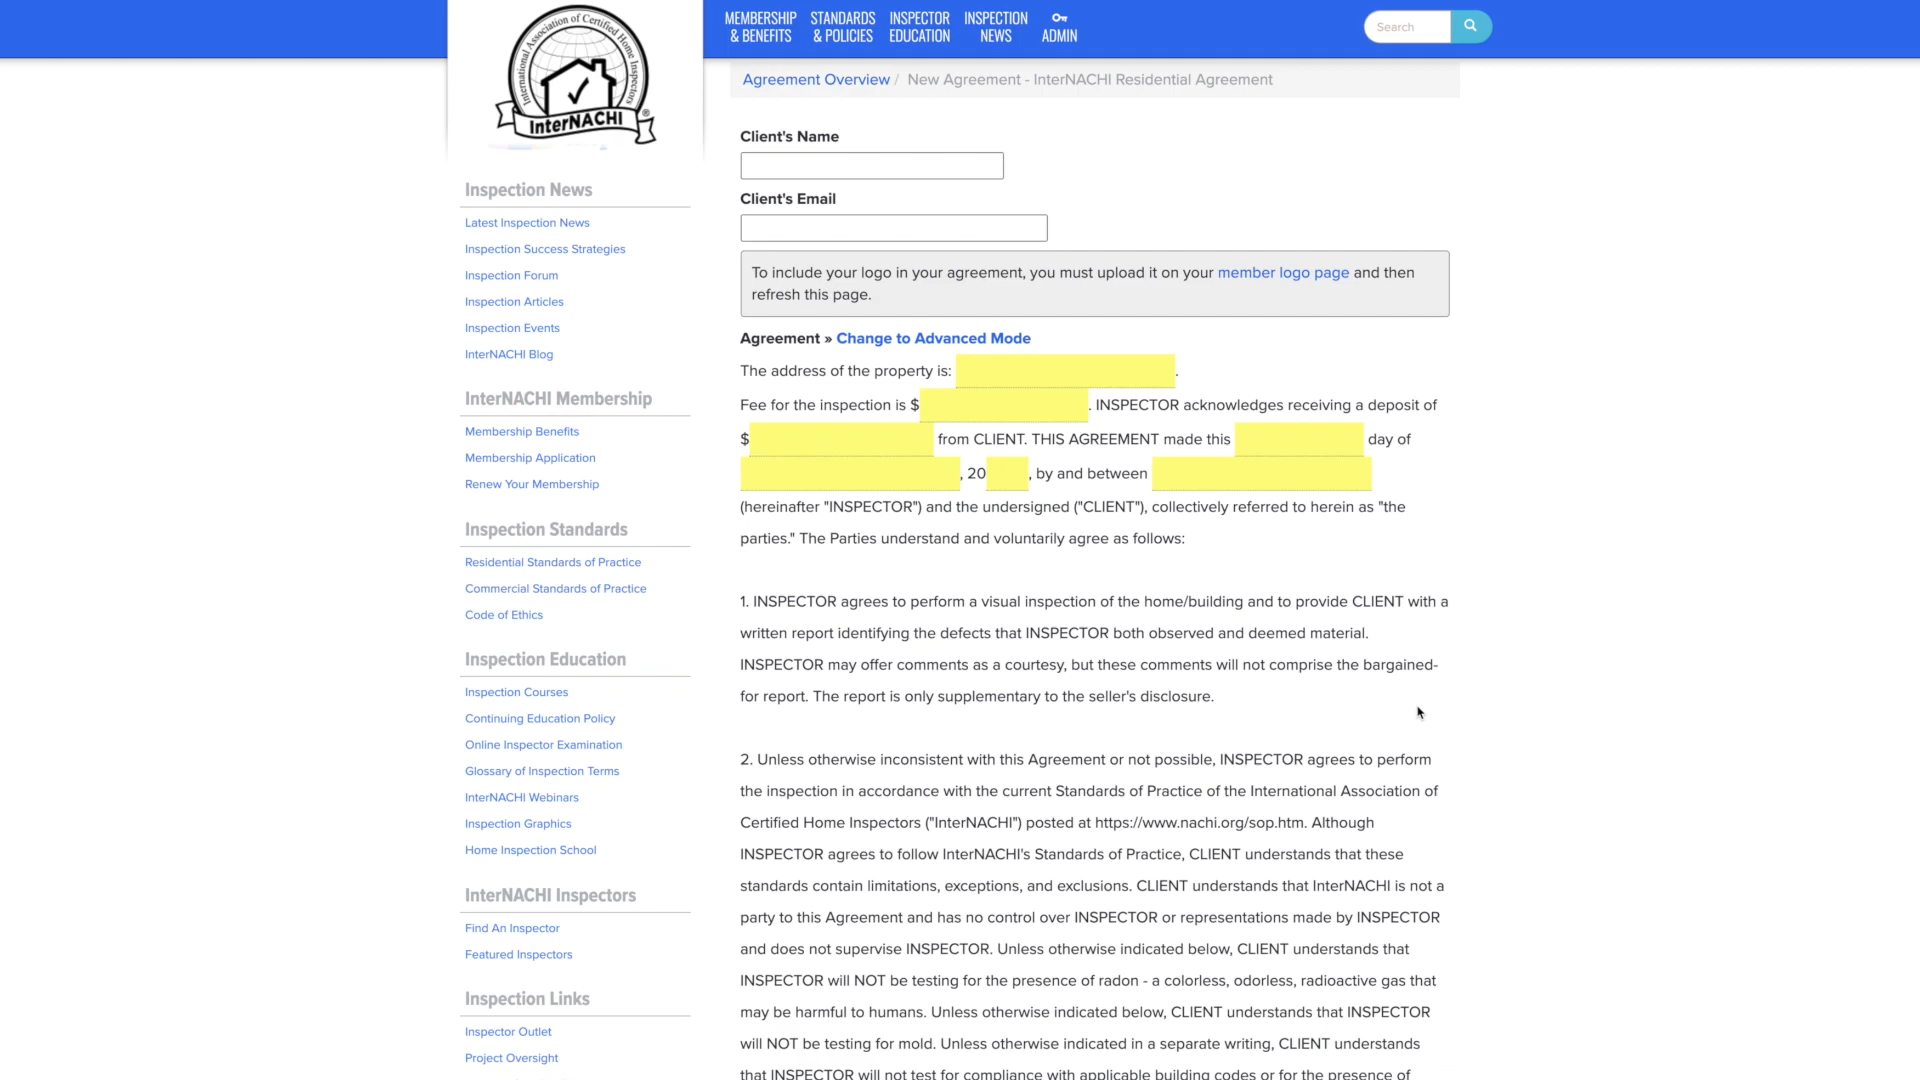 International Association of Certified Home Inspectors
InterNACHI
®
MEMBERSHIP
& BENEFITS
STANDARDS
& POLICIES
INSPECTOR
EDUCATION
INSPECTION
NEWS
ADMIN
Search
Agreement Overview / New Agreement - InterNACHI Residential Agreement
Inspection News
Latest Inspection News
Inspection Success Strategies
Inspection Forum
Inspection Articles
Inspection Events
InterNACHI Blog
InterNACHI Membership
Membership Benefits
Membership Application
Renew Your Membership
Inspection Standards
Residential Standards of Practice
Commercial Standards of Practice
Code of Ethics
Inspection Education
Inspection Courses
Continuing Education Policy
Online Inspector Examination
Glossary of Inspection Terms
InterNACHI Webinars
Inspection Graphics
Home Inspection School
InterNACHI Inspectors
Find An Inspector
Featured Inspectors
Inspection Links
Inspector Outlet
Project Oversight
Client's Name
Client's Email
To include your logo in your agreement, you must upload it on your member logo page and then
refresh this page.
Agreement » Change to Advanced Mode
The address of the property is: .
Fee for the inspection is $ . INSPECTOR acknowledges receiving a deposit of
$ from CLIENT. THIS AGREEMENT made this day of
, 20 , by and between
(hereinafter "INSPECTOR") and the undersigned ("CLIENT"), collectively referred to herein as "the
parties." The Parties understand and voluntarily agree as follows:
1. INSPECTOR agrees to perform a visual inspection of the home/building and to provide CLIENT with a
written report identifying the defects that INSPECTOR both observed and deemed material.
INSPECTOR may offer comments as a courtesy, but these comments will not comprise the bargained-
for report. The report is only supplementary to the seller's disclosure.
2. Unless otherwise inconsistent with this Agreement or not possible, INSPECTOR agrees to perform
the inspection in accordance with the current Standards of Practice of the International Association of
Certified Home Inspectors ("InterNACHI") posted at https://www.nachi.org/sop.htm. Although
INSPECTOR agrees to follow InterNACHI's Standards of Practice, CLIENT understands that these
standards contain limitations, exceptions, and exclusions. CLIENT understands that InterNACHI is not a
party to this Agreement and has no control over INSPECTOR or representations made by INSPECTOR
and does not supervise INSPECTOR. Unless otherwise indicated below, CLIENT understands that
INSPECTOR will NOT be testing for the presence of radon - a colorless, odorless, radioactive gas that
may be harmful to humans. Unless otherwise indicated below, CLIENT understands that INSPECTOR
will NOT be testing for mold. Unless otherwise indicated in a separate writing, CLIENT understands
that INSPECTOR will not test for compliance with applicable building codes or for the presence of